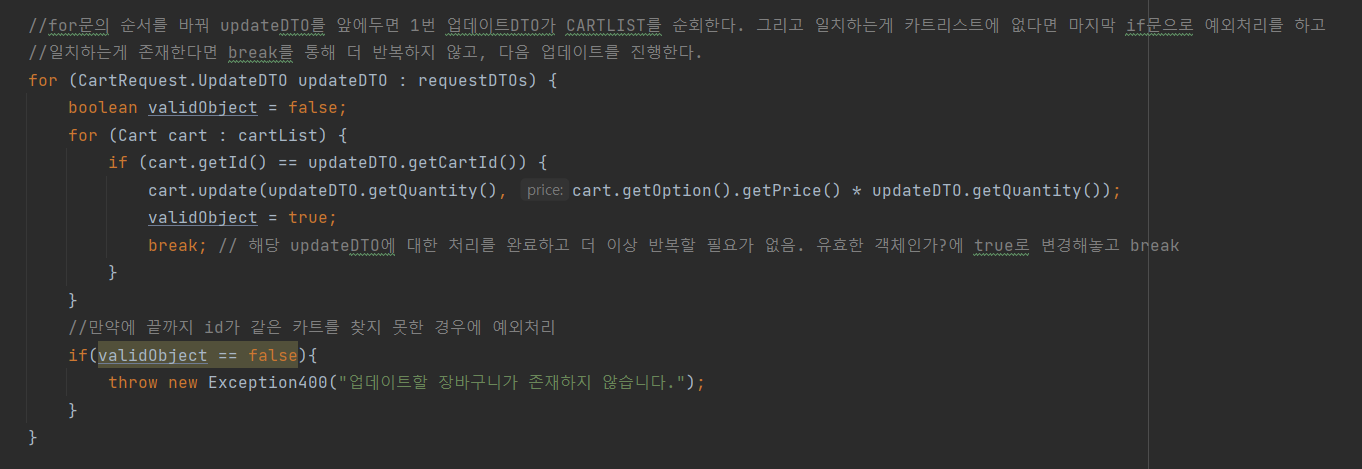 //for문의 순서를 바꿔 updateDTO를 앞에두면 1번 업데이트DTO가 CARTLIST를 순회한다. 그리고 일치하는게 카트리스트에 없다면 마지막 if문으로 예외처리를 하고
//일치하는게 존재한다면 break를 통해 더 반복하지 않고, 다음 업데이트를 진행한다.
for (CartRequest.UpdateDTO updateDTO : requestDTOs) {
    boolean validObject = false;
    for (Cart cart : cartList) {
        if (cart.getId() == updateDTO.getCartId()) {
            cart.update(updateDTO.getQuantity(), price: cart.getOption().getPrice() * updateDTO.getQuantity());
            validObject = true;
            break; // 해당 updateDTO에 대한 처리를 완료하고 더 이상 반복할 필요가 없음. 유효한 객체인가?에 true로 변경해놓고 break
        }
    }
    //만약에 끝까지 id가 같은 카트를 찾지 못한 경우에 예외처리
    if(validObject == false){
        throw new Exception400("업데이트할 장바구니가 존재하지 않습니다.");
    }
}